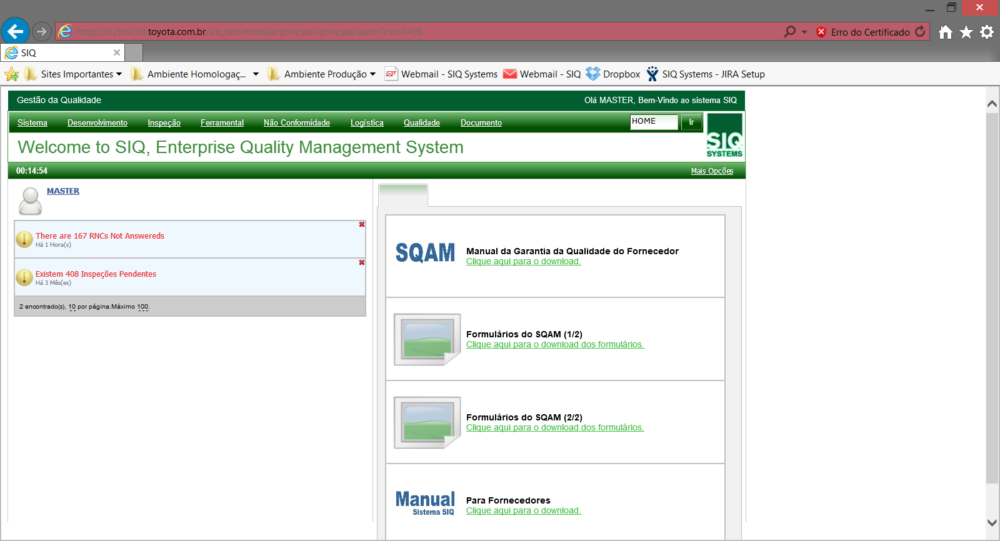 https://b2btst.idt.toyota.com.br/siq_test/module/principal/principal.seam?cid=6498
Erro do Certificado
SIQ
Sites Importantes
Ambiente Homologaç...
Ambiente Produção
Webmail - SIQ Systems
Webmail - SIQ
Dropbox
SIQ Systems - JIRA Setup
Gestão da Qualidade
Olá MASTER, Bem-Vindo ao sistema SIQ
Sistema
Desenvolvimento
Inspeção
Ferramental
Não Conformidade
Logística
Qualidade
Documento
HOME
Ir
SIQ
SYSTEMS
Welcome to SIQ, Enterprise Quality Management System
00:14:54
Mais Opções
MASTER
There are 167 RNCs Not Answereds
Há 1 Hora(s)
Existem 408 Inspeções Pendentes
Há 3 Mês(es)
2 encontrado(s), 10 por página.Máximo 100.
SQAM
Manual da Garantia da Qualidade do Fornecedor
Clique aqui para o download.
Formulários do SQAM (1/2)
Clique aqui para o download dos formulários.
Formulários do SQAM (2/2)
Clique aqui para o download dos formulários.
Manual
Sistema SIQ
Para Fornecedores
Clique aqui para o download.